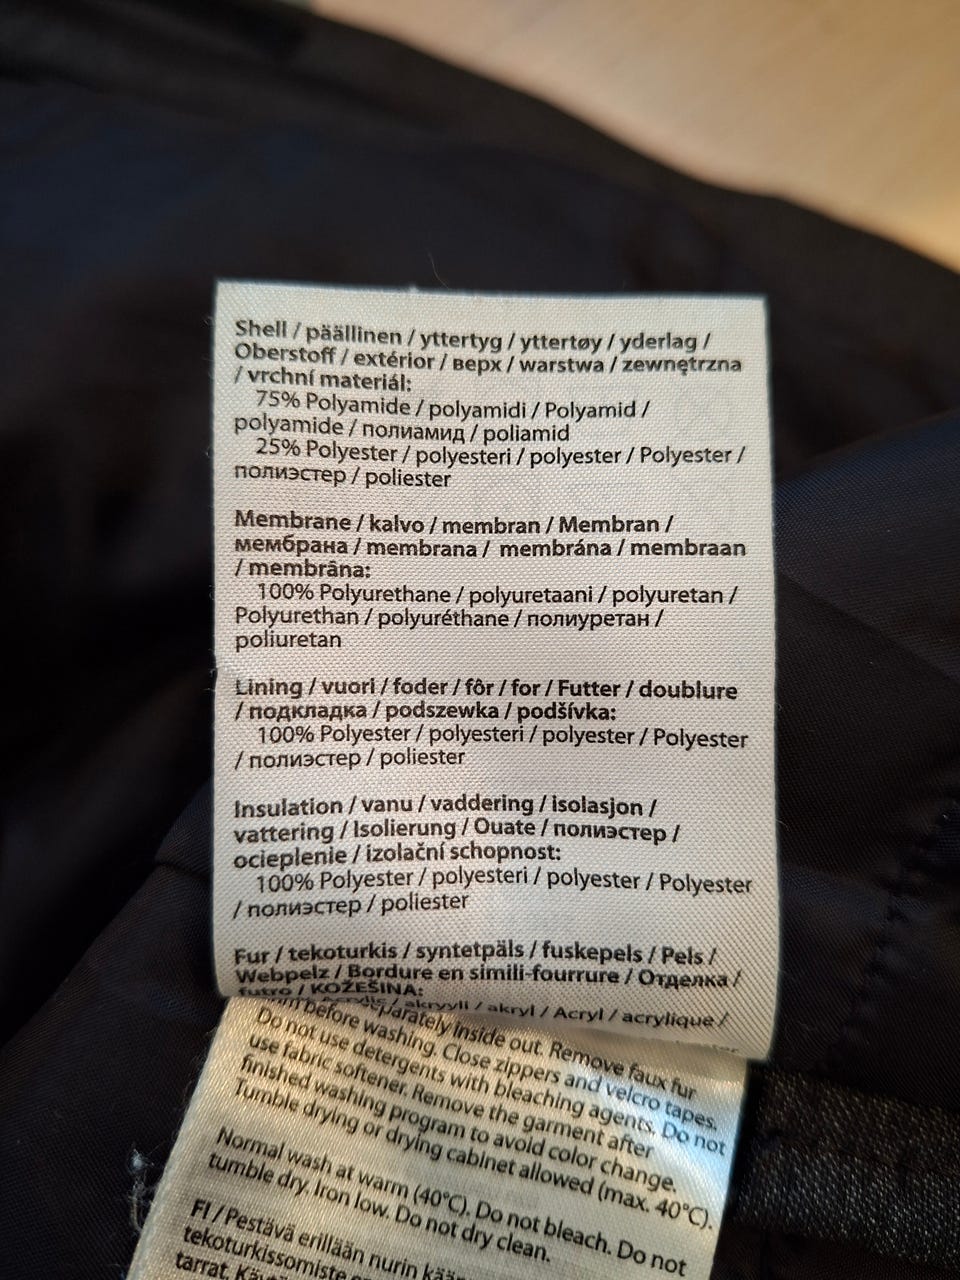 Shell / päällinen / yttertyg / yttertøy / yderlag /
Oberstoff / extérior / верх / warstwa / zewnętrzna
/ vrchní materiál:
75% Polyamide / polyamidi / Polyamid /
polyamide / полиамид / poliamid
25% Polyester / polyesteri / polyester / Polyester /
полиэстер / poliester
Membrane / kalvo / membran / Membran /
мембрана / membrana / membrána / membraan
/ membrâna:
100% Polyurethane / polyuretaani / polyuretan /
Polyurethan / polyuréthane / полиуретан /
poliuretan
Lining / vuori / foder / fôr / for / Futter / doublure
/ подкладка / podszewka / podšívka:
100% Polyester / polyesteri / polyester / Polyester
/ полиэстер / poliester
Insulation / vanu / vaddering / isolasjon /
vattering / Isolierung / Ouate / полиэстер /
ocieplenie / izolační schopnost:
100% Polyester / polyesteri / polyester / Polyester
/ полиэстер / poliester
Fur / tekoturkis / syntetpäls / fuskepels / Pels /
Webpelz / Bordure en simili-fourrure / Отделка /
futro / KOŽEŠINA:
Acrylic / akryyli / akryl / Acryl / acrylique /
separately inside out. Remove faux fur
before washing. Close zippers and velcro tapes.
Do not use detergents with bleaching agents. Do not
use fabric softener. Remove the garment after
finished washing program to avoid color change.
Tumble drying or drying cabinet allowed (max. 40°C).
Normal wash at warm (40°C). Do not bleach. Do not
tumble dry. Iron low. Do not dry clean.
FI / Pestävä erillään nurin
tekoturkissomiste
tarrat.